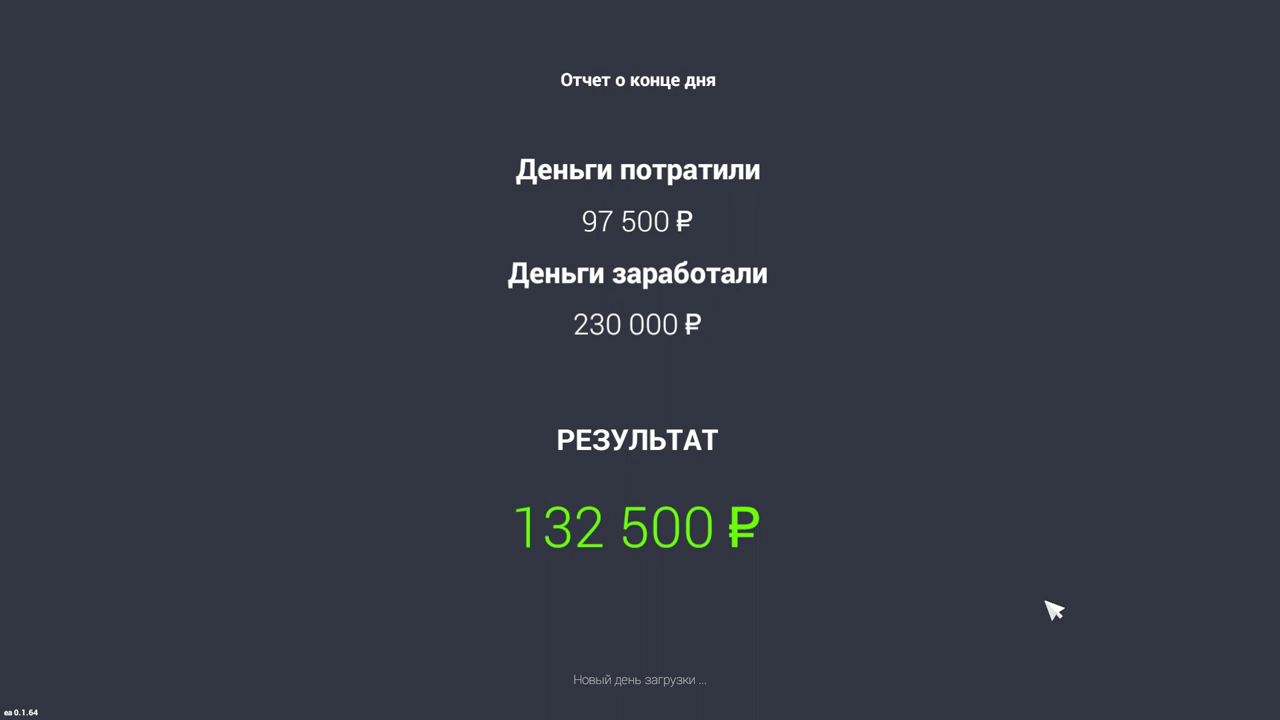 Отчет о конце дня
Деньги потратили
97 500 ₽
Деньги заработали
230 000 ₽
РЕЗУЛЬТАТ
132 500 ₽
Новый день загрузки ...
ea 0.1.64